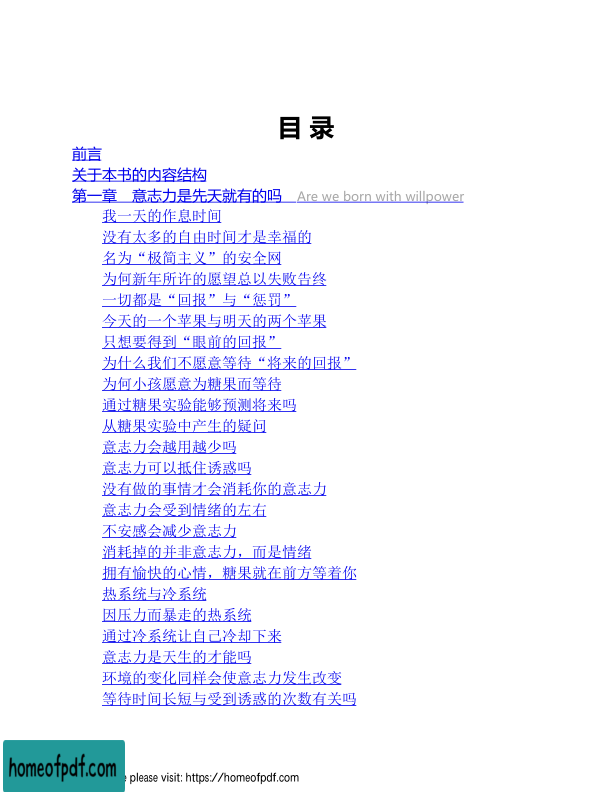 目 录
前言
关于本书的内容结构
第一章 意志力是先天就有的吗 Are we born with willpower
我一天的作息时间
没有太多的自由时间才是幸福的
名为“极简主义”的安全网
为何新年所许的愿望总以失败告终
一切都是“回报”与“惩罚”
今天的一个苹果与明天的两个苹果
只想要得到“眼前的回报”
为什么我们不愿意等待“将来的回报”
为何小孩愿意为糖果而等待
通过糖果实验能够预测将来吗
从糖果实验中产生的疑问
意志力会越用越少吗
意志力可以抵住诱惑吗
没有做的事情才会消耗你的意志力
意志力会受到情绪的左右
不安感会减少意志力
消耗掉的并非意志力，而是情绪
拥有愉快的心情，糖果就在前方等着你
热系统与冷系统
因压力而暴走的热系统
通过冷系统让自己冷却下来
意志力是天生的才能吗
环境的变化同样会使意志力发生改变
等待时间长短与受到诱惑的次数有关吗
homeofpdf.com
please visit: https://homeofpdf.com